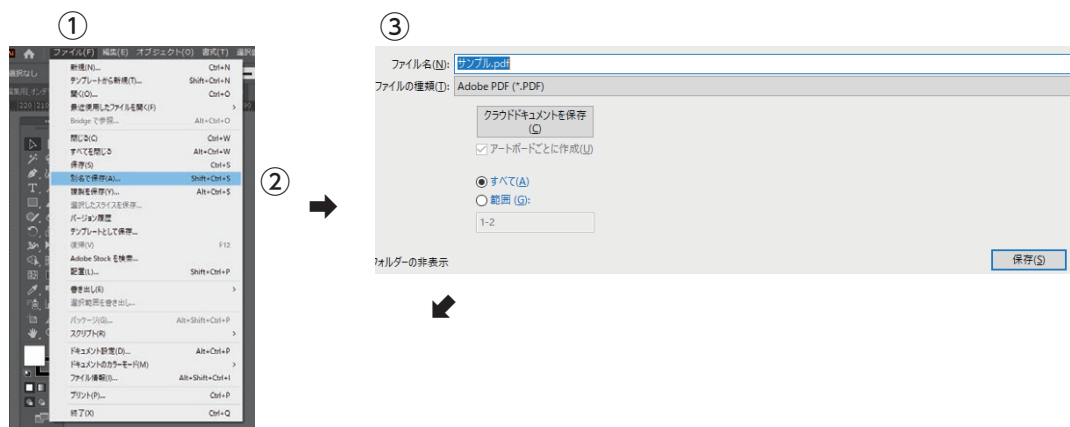 ①
ファイル(F) 編集(E) オブジェクト(O) 書式(T)
新規(N)... Ctrl+N
テンプレートから新規(T)... Shift+Ctrl+N
開く(O)... Ctrl+O
最近使用したファイルを開く(F) >
Bridge で参照... Alt+Ctrl+O
閉じる(C) Ctrl+W
すべてを閉じる Alt+Ctrl+W
保存(S) Ctrl+S
別名で保存(A)... Shift+Ctrl+S
②
複製を保存(Y)... Alt+Ctrl+S
選択したスライスを保存...
バージョン履歴
テンプレートとして保存...
復帰(V) F12
Adobe Stock を検索...
配置(L)... Shift+Ctrl+P
書き出し(E) >
選択範囲を書き出し...
パッケージ(G)... Alt+Shift+Ctrl+P
スクリプト(R) >
ドキュメント設定(D)... Alt+Ctrl+P
ドキュメントのカラーモード(M) >
ファイル情報(I)... Alt+Shift+Ctrl+I
プリント(P)... Ctrl+P
終了(X) Ctrl+Q
③
ファイル名(N): サンプル.pdf
ファイルの種類(T): Adobe PDF (*.PDF)
クラウドドキュメントを保存
(C)
アートボードごとに作成(U)
すべて(A)
範囲 (G):
1-2
フォルダーの非表示
保存(S)